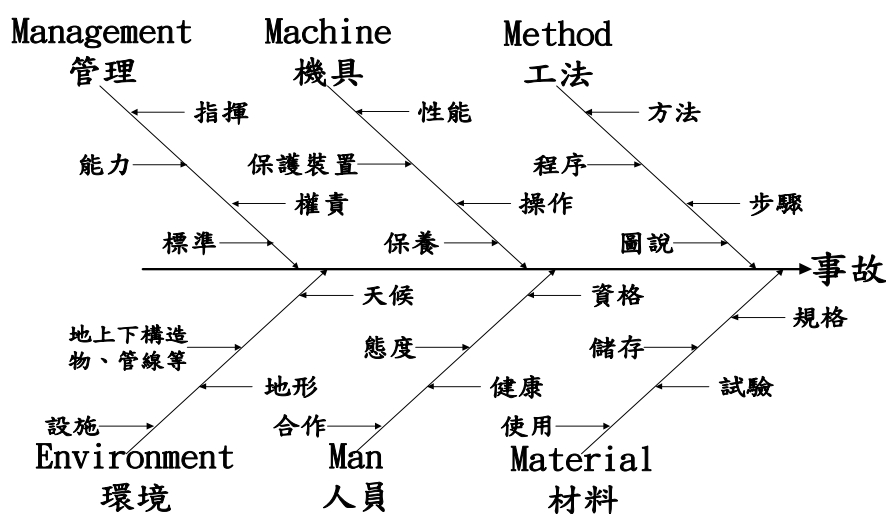 Management
管理
指揮
能力
權責
標準
Machine
機具
性能
保護裝置
操作
保養
Method
工法
方法
程序
步驟
圖說
事故
天候
地上下構造
物、管線等
地形
設施
Environment
環境
資格
態度
健康
合作
Man
人員
規格
儲存
試驗
使用
Material
材料